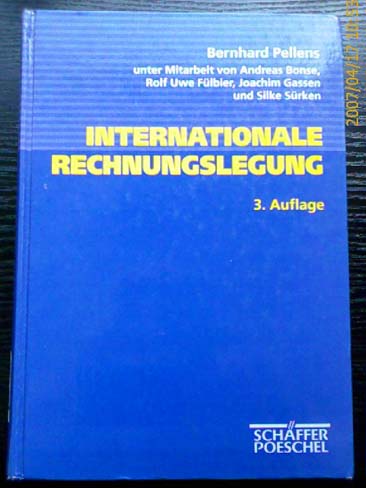 Bernhard Pellens
unter Mitarbeit von Andreas Bonse,
Rolf Uwe Fülbier, Joachim Gassen
und Silke Sürken
INTERNATIONALE
RECHNUNGSLEGUNG
3. Auflage
SCHÄFFER
POESCHEL
2007/04/17